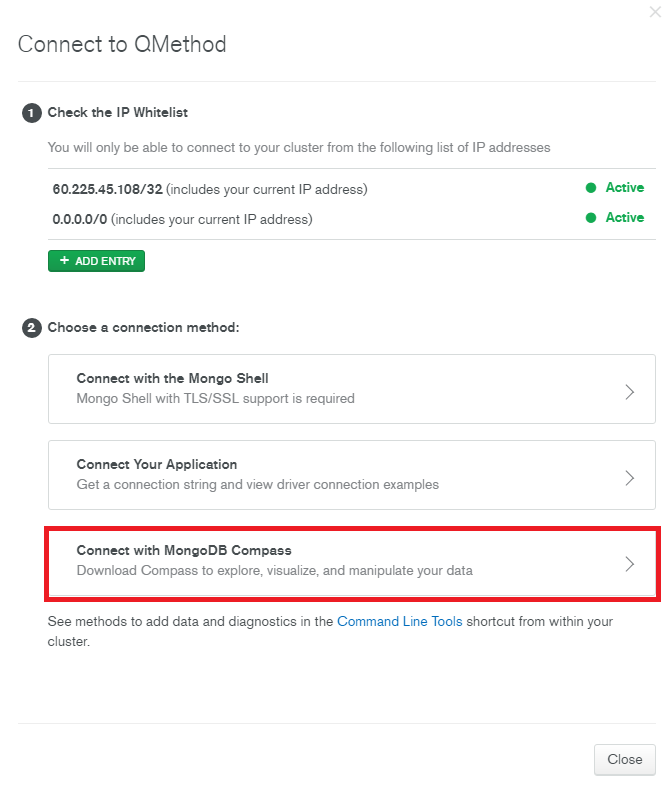 Connect to QMethod
1 Check the IP Whitelist
You will only be able to connect to your cluster from the following list of IP addresses
60.225.45.108/32 (includes your current IP address) Active
0.0.0.0/0 (includes your current IP address) Active
+ ADD ENTRY
2 Choose a connection method:
Connect with the Mongo Shell
Mongo Shell with TLS/SSL support is required
Connect Your Application
Get a connection string and view driver connection examples
Connect with MongoDB Compass
Download Compass to explore, visualize, and manipulate your data
See methods to add data and diagnostics in the Command Line Tools shortcut from within your
cluster.
Close